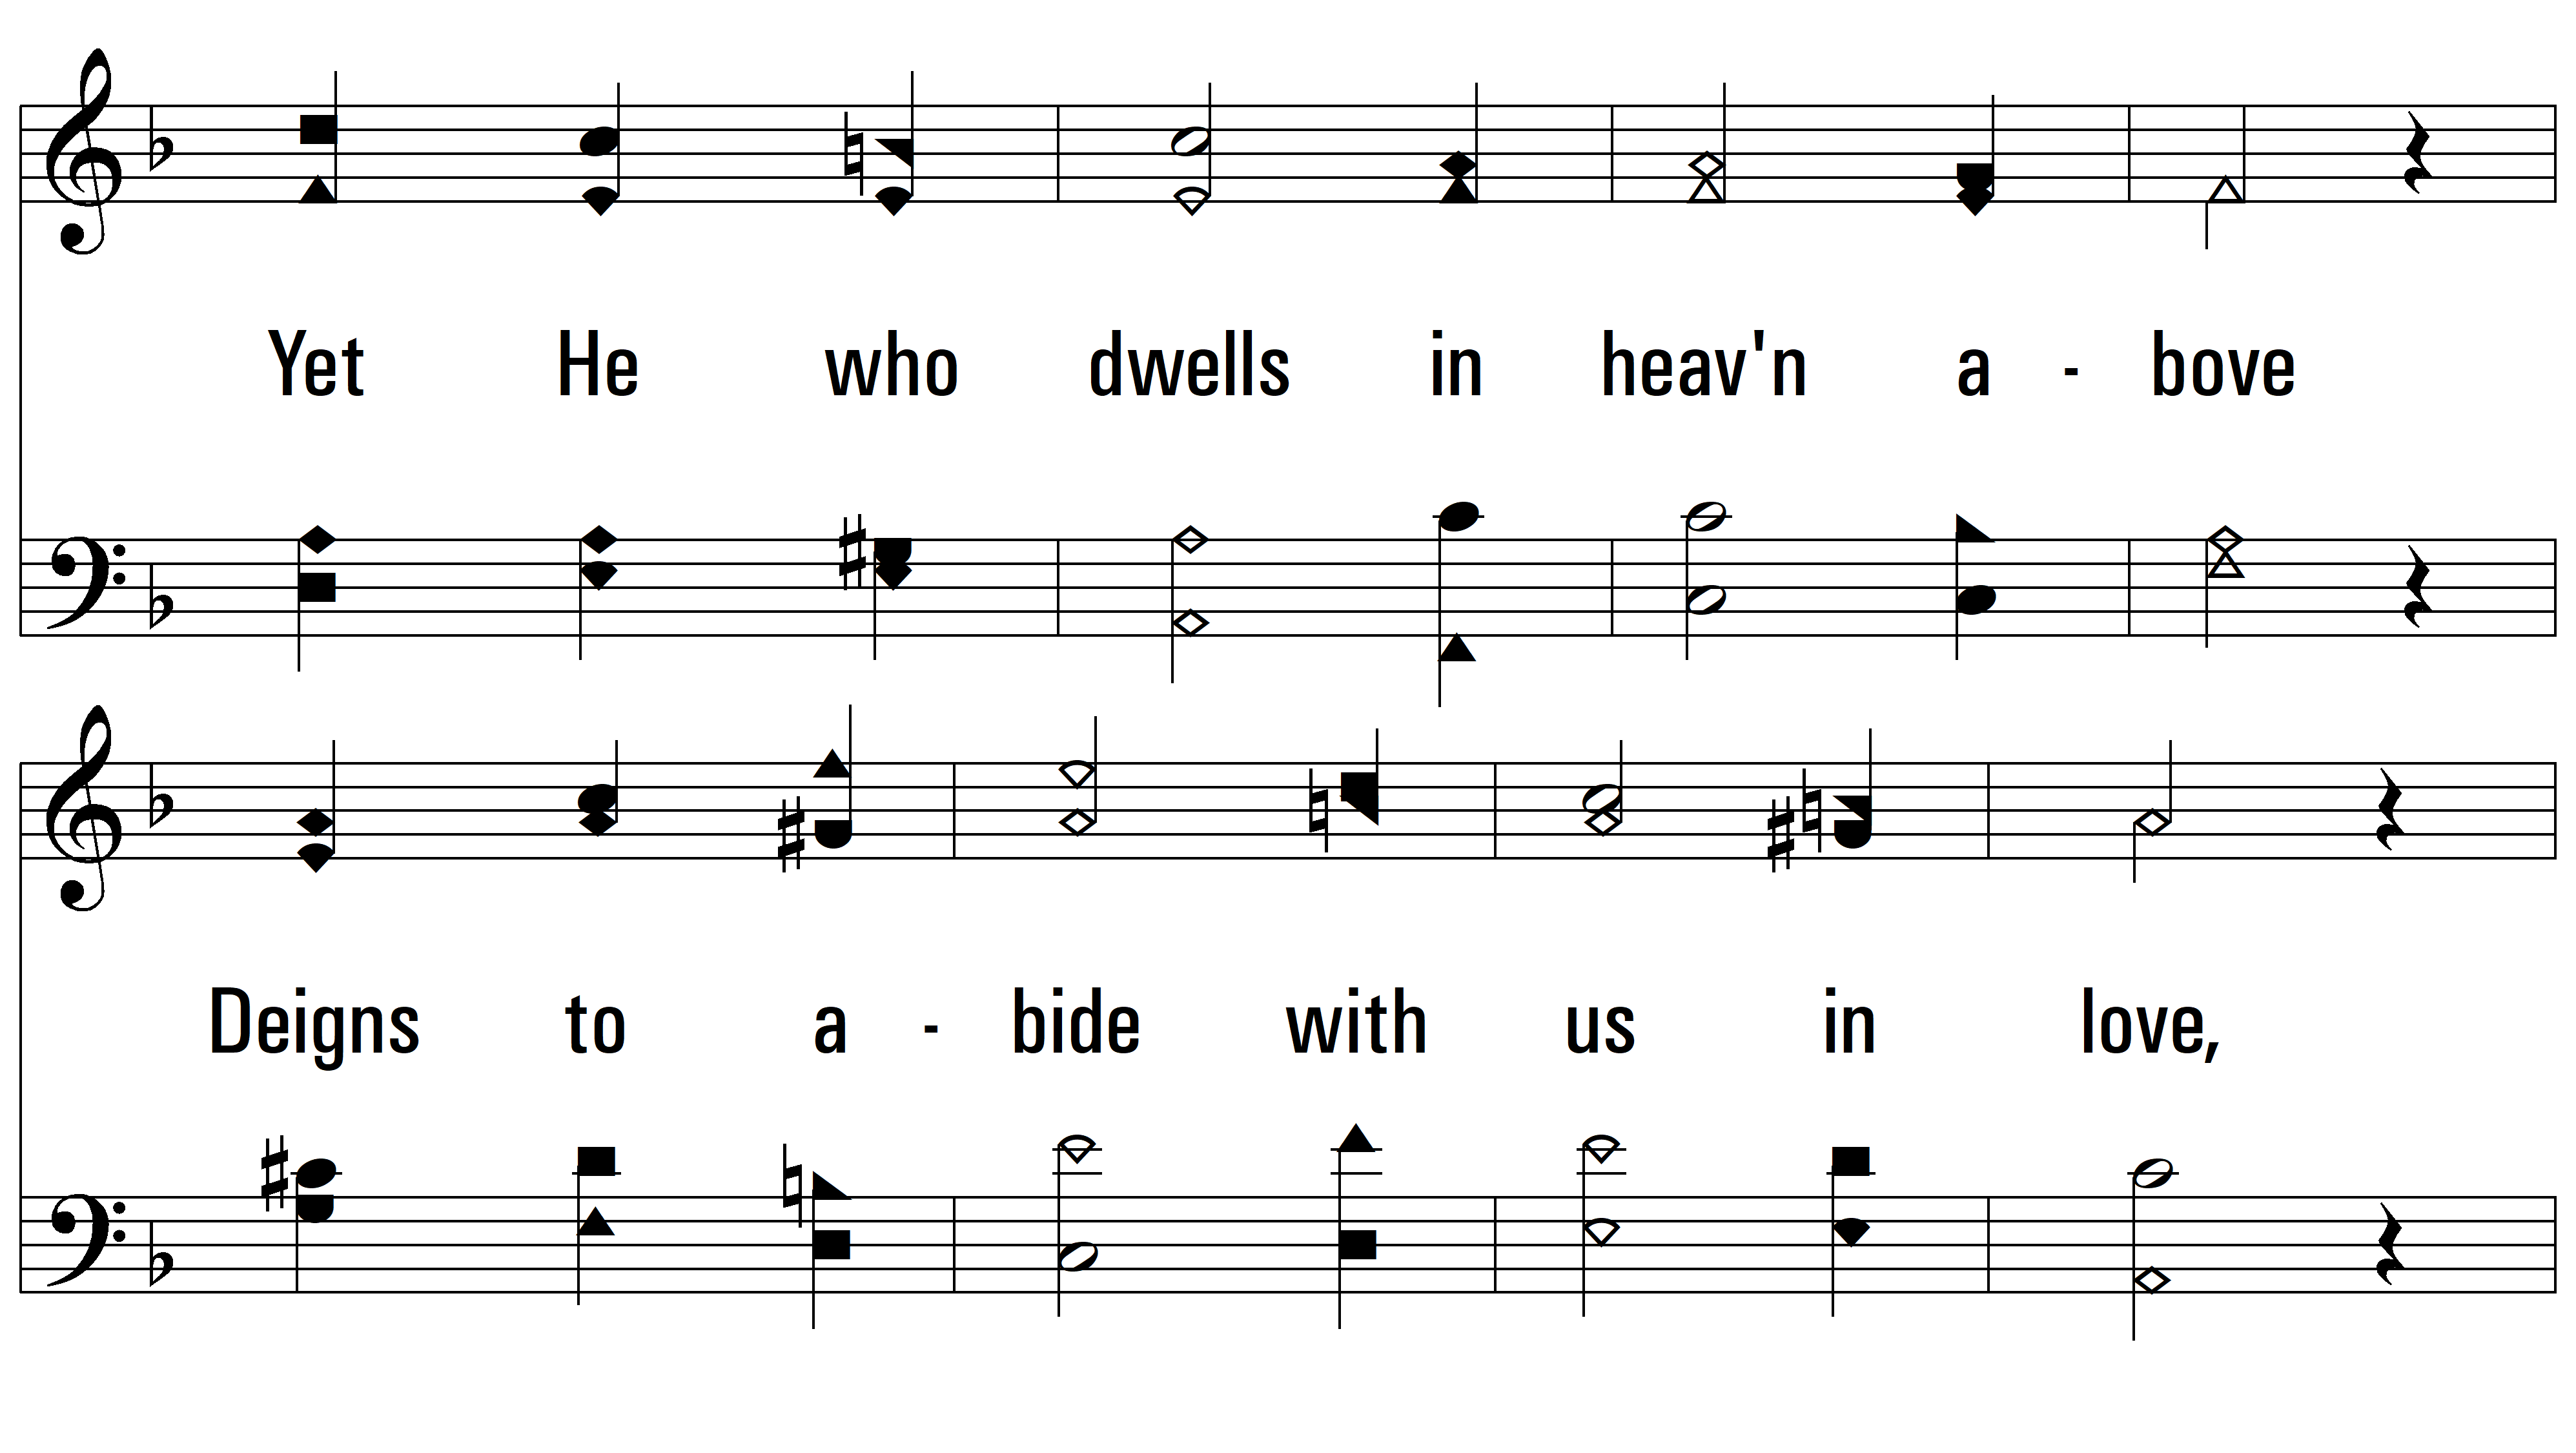 Yet He who dwells in heav'n a - bove
Deigns to a - bide with us in love,